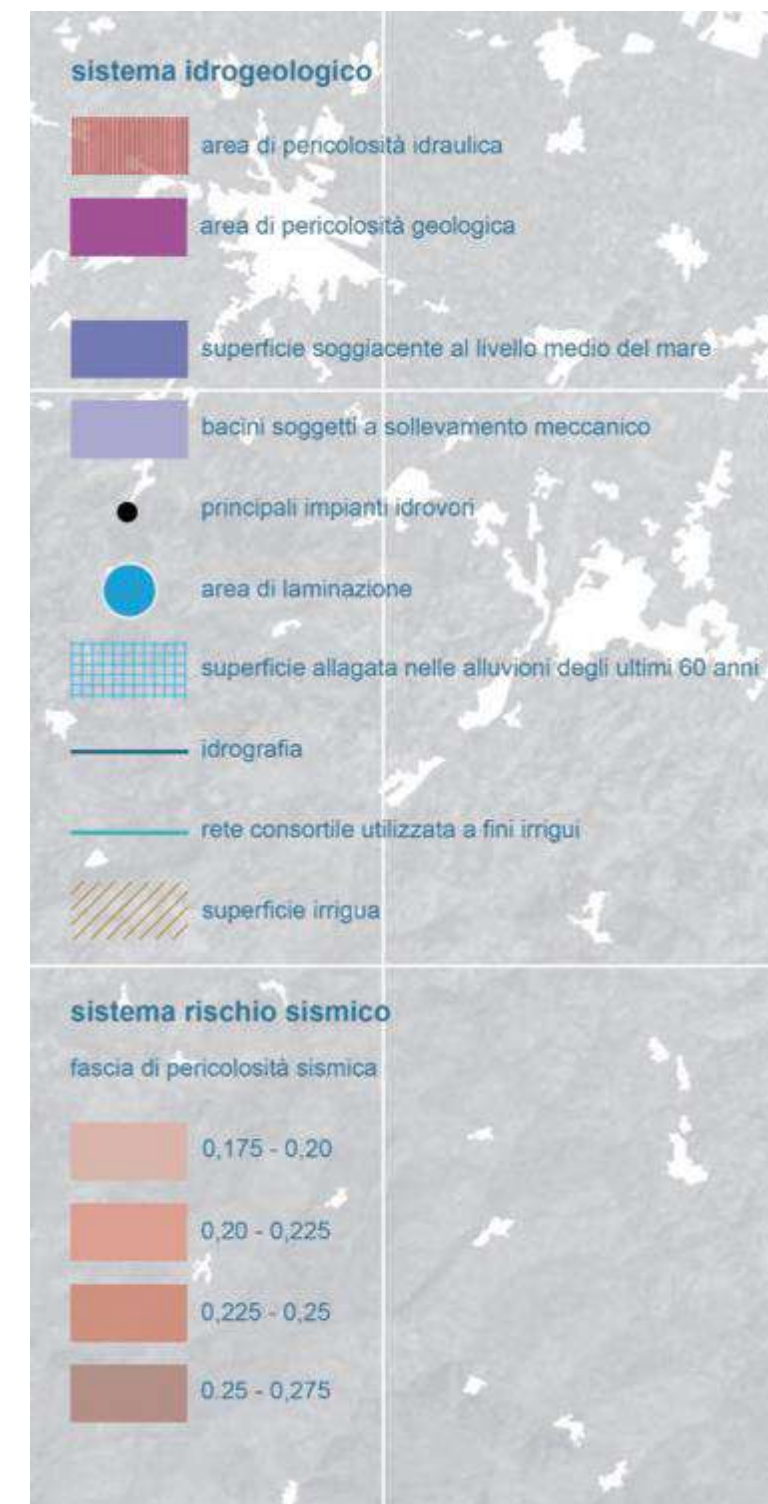 sistema idrogeologico
area di pericolosità idraulica
area di pericolosità geologica
superficie soggiacente al livello medio del mare
bacini soggetti a sollevamento meccanico
principali impianti idrovori
area di laminazione
superficie allagata nelle alluvioni degli ultimi 60 anni
idrografia
rete consortile utilizzata a fini irrigui
superficie irrigua
sistema rischio sismico
fascia di pericolosità sismica
0,175 - 0,20
0,20 - 0,225
0,225 - 0,25
0.25 - 0,275